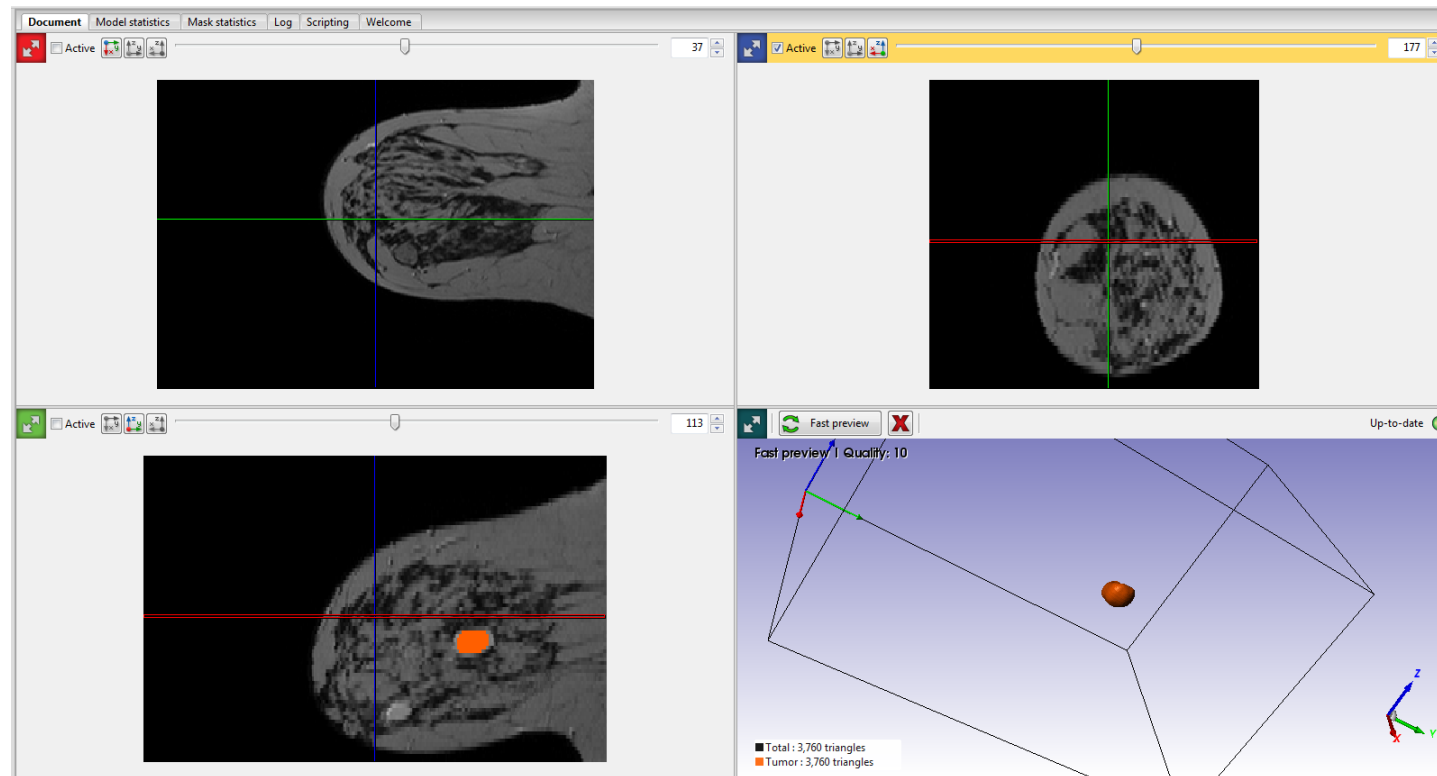 Document Model statistics Mask statistics Log Scripting Welcome
Active 37
Active 177
Active 113
Fast preview Up-to-date
Fast preview | Quality: 10
Total : 3,760 triangles
Tumor : 3,760 triangles
Z
Y
X